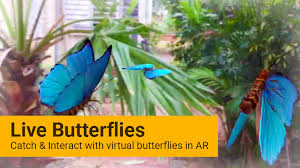 Live Butterflies
Catch & Interact with virtual butterflies in AR